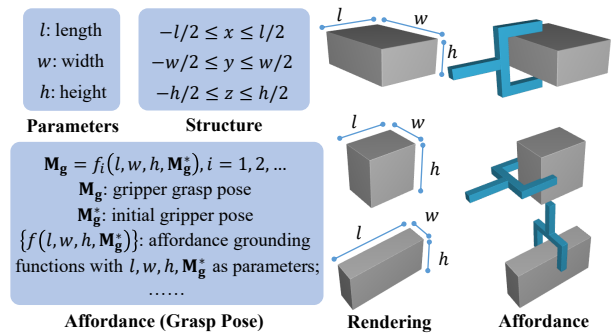 l: length
w: width
h: height
Parameters
−l/2 ≤ x ≤ l/2
−w/2 ≤ y ≤ w/2
−h/2 ≤ z ≤ h/2
Structure
M_g = f_i(l, w, h, M_g^*), i = 1, 2, …
M_g: gripper grasp pose
M_g^*: initial gripper pose
{f(l, w, h, M_g^*)}: affordance grounding
functions with l, w, h, M_g^* as parameters;
……
Affordance (Grasp Pose)
l
w
h
l
w
h
l
w
h
Rendering
Affordance